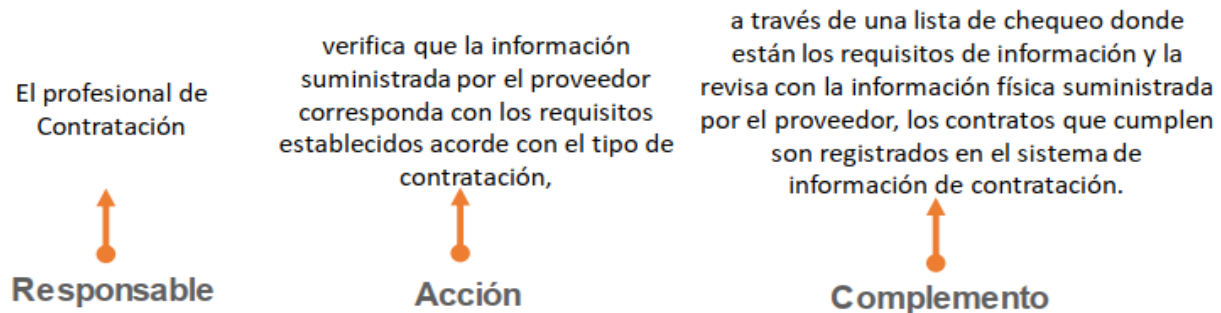 El profesional de
Contratación
verifica que la información
suministrada por el proveedor
corresponda con los requisitos
establecidos acorde con el tipo de
contratación,
a través de una lista de chequeo donde
están los requisitos de información y la
revisa con la información física suministrada
por el proveedor, los contratos que cumplen
son registrados en el sistema de
información de contratación.
Responsable
Acción
Complemento